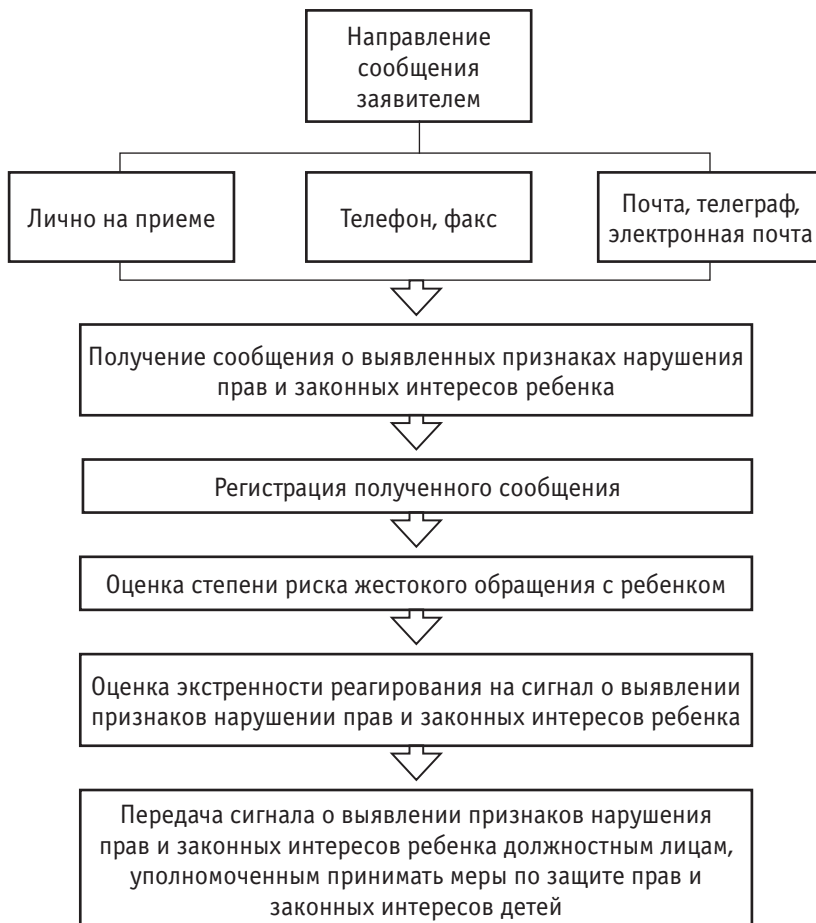 Направление
сообщения
заявителем
Лично на приеме
Телефон, факс
Почта, телеграф,
электронная почта
Получение сообщения о выявленных признаках нарушения
прав и законных интересов ребенка
Регистрация полученного сообщения
Оценка степени риска жестокого обращения с ребенком
Оценка экстренности реагирования на сигнал о выявлении
признаков нарушении прав и законных интересов ребенка
Передача сигнала о выявлении признаков нарушения
прав и законных интересов ребенка должностным лицам,
уполномоченным принимать меры по защите прав и
законных интересов детей